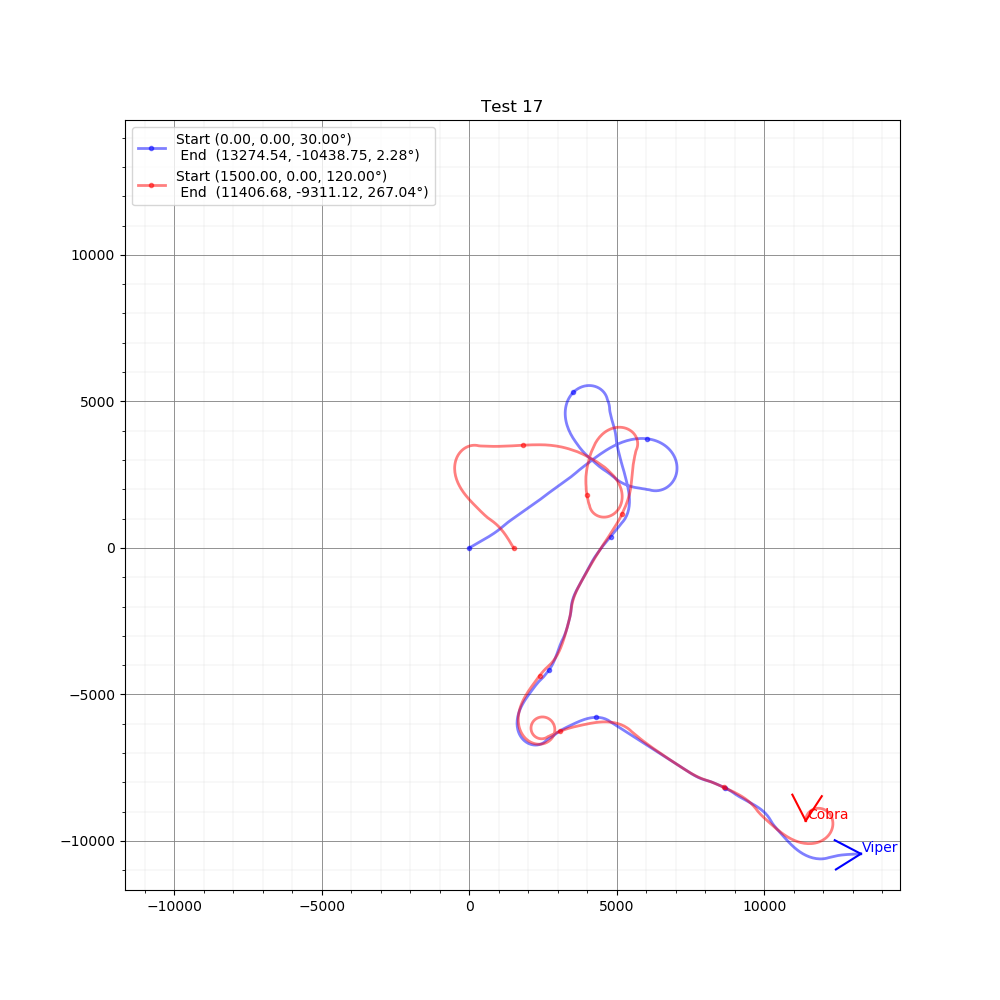 Test 17
Start (0.00, 0.00, 30.00°)
End (13274.54, -10438.75, 2.28°)
Start (1500.00, 0.00, 120.00°)
End (11406.68, -9311.12, 267.04°)
10000
5000
0
−5000
−10000
Cobra
Viper
−10000 −5000 0 5000 10000